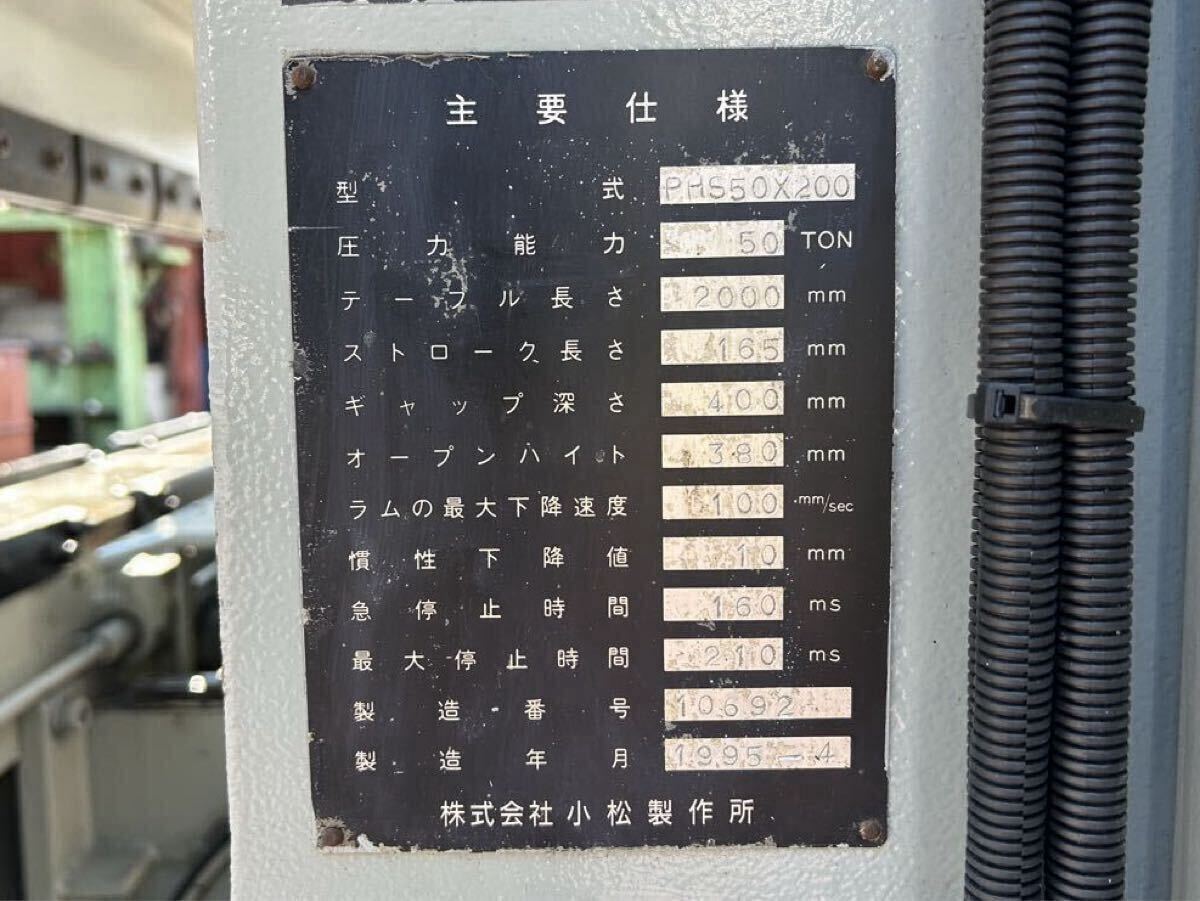 主要仕様
型式 PHS50X200
圧力能力 50 TON
テーブル長さ 2000 mm
ストローク長さ 165 mm
ギャップ深さ 400 mm
オープンハイト 380 mm
ラムの最大下降速度 100 mm/sec
慣性下降値 10 mm
急停止時間 160 ms
最大停止時間 210 ms
製造番号 10692
製造年月 1995-4
株式会社小松製作所